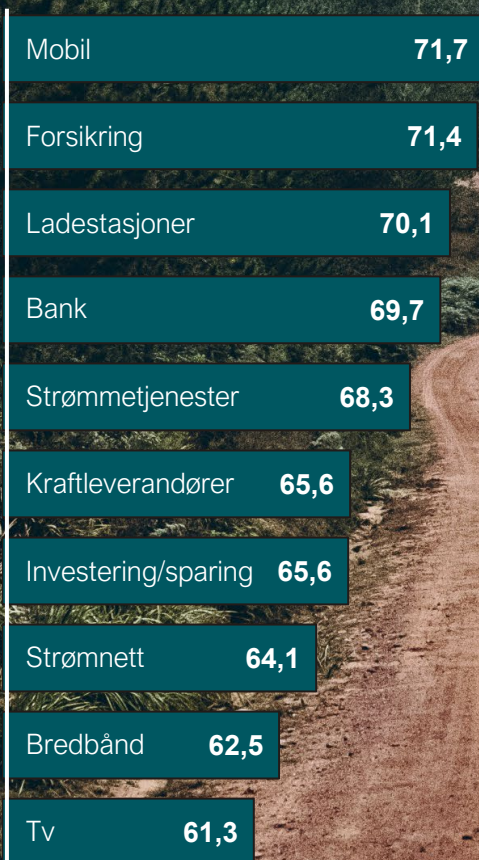 Mobil 71,7
Forsikring 71,4
Ladestasjoner 70,1
Bank 69,7
Strømmetjenester 68,3
Kraftleverandører 65,6
Investering/sparing 65,6
Strømnett 64,1
Bredbånd 62,5
Tv 61,3